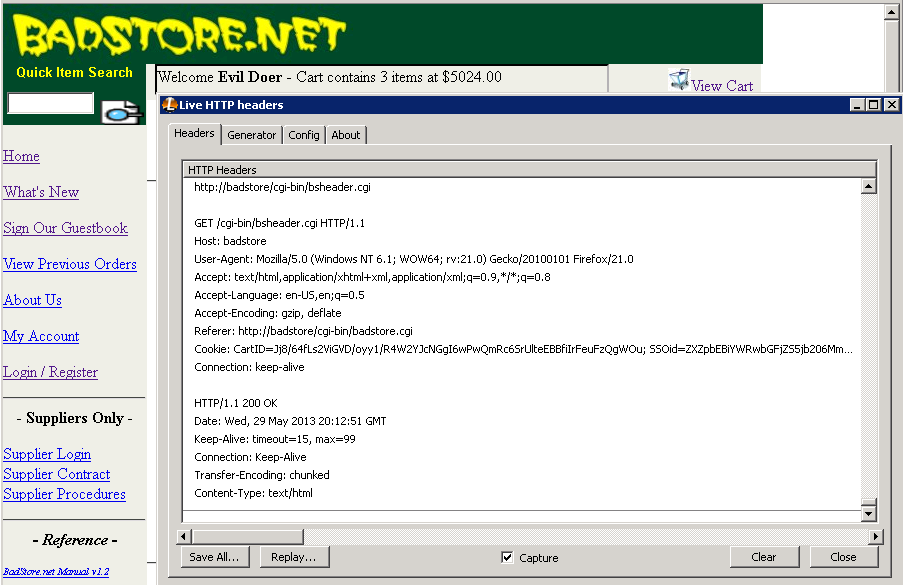 BADSTORE.NET
Quick Item Search
Welcome Evil Doer - Cart contains 3 items at $5024.00
View Cart
Home
What's New
Sign Our Guestbook
View Previous Orders
About Us
My Account
Login / Register
- Suppliers Only -
Supplier Login
Supplier Contract
Supplier Procedures
- Reference -
BadStore.net Manual v1.2
Live HTTP headers
Headers Generator Config About
HTTP Headers
http://badstore/cgi-bin/bsheader.cgi
GET /cgi-bin/bsheader.cgi HTTP/1.1
Host: badstore
User-Agent: Mozilla/5.0 (Windows NT 6.1; WOW64; rv:21.0) Gecko/20100101 Firefox/21.0
Accept: text/html,application/xhtml+xml,application/xml;q=0.9,*/*;q=0.8
Accept-Language: en-US,en;q=0.5
Accept-Encoding: gzip, deflate
Referer: http://badstore/cgi-bin/badstore.cgi
Cookie: CartID=Jj8/64fLs2ViGVD/oyy1/R4W2YJcNGgI6wPwQmRc6SrUlteEBBfiIrFeuFzQgWOu; SSOid=ZXZpbEBiYWRwbGFjZS5jb206Mm...
Connection: keep-alive
HTTP/1.1 200 OK
Date: Wed, 29 May 2013 20:12:51 GMT
Keep-Alive: timeout=15, max=99
Connection: Keep-Alive
Transfer-Encoding: chunked
Content-Type: text/html
Save All... Replay... Capture Clear Close